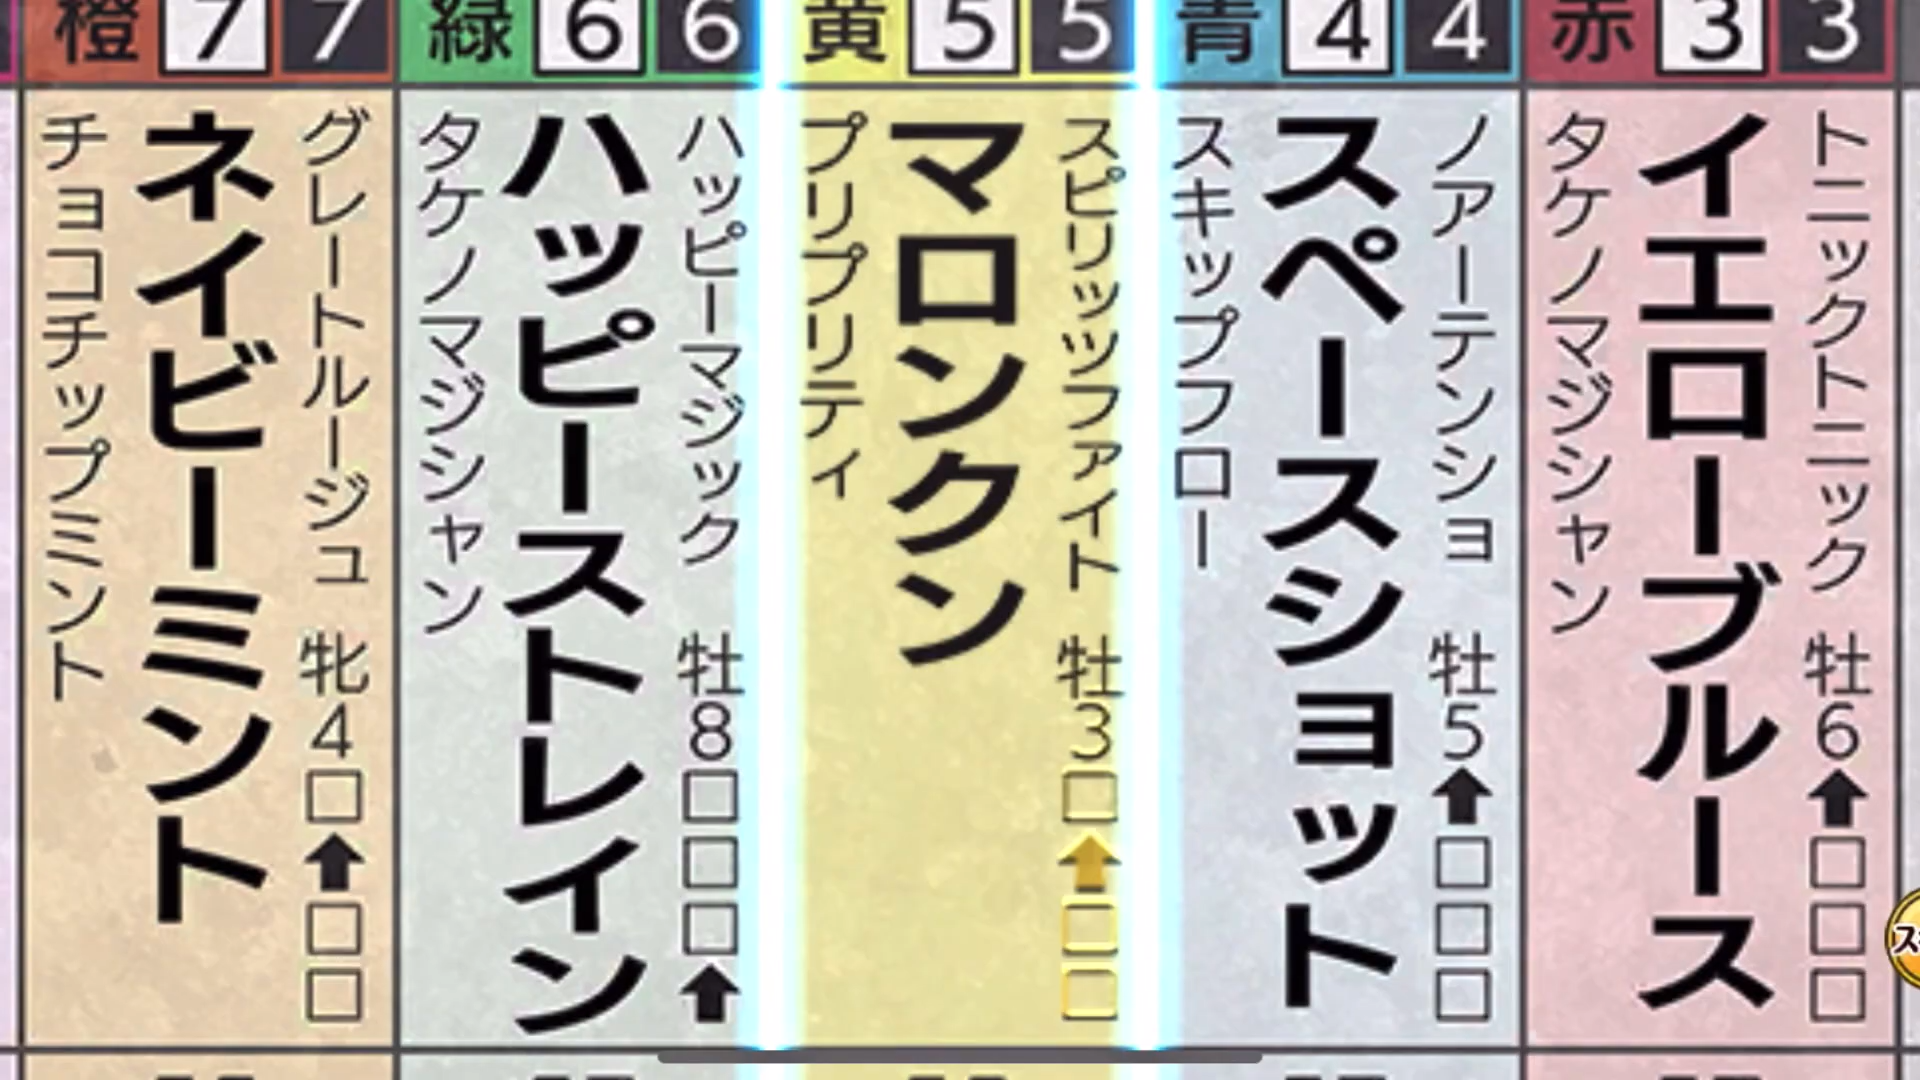 3 3 赤
トニックトニック 牡6⬆□□□
イエローブルース
タケノマジシャン
4 4 青
ノアーテンショ 牡5⬆□□□
スペースショット
スキップフロー
5 5 黄
スピリッツファイト 牡3□⬆□□
マロンクン
プリプリティ
6 6 緑
ハッピーマジック 牡8□□□⬆
ハッピーストレイン
タケノマジシャン
7 7 橙
グレートルージュ 牝4□⬆□□
ネイビーミント
チョコチップミント